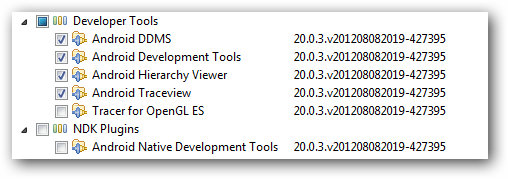 Developer Tools
Android DDMS 20.0.3.v201208082019-427395
Android Development Tools 20.0.3.v201208082019-427395
Android Hierarchy Viewer 20.0.3.v201208082019-427395
Android Traceview 20.0.3.v201208082019-427395
Tracer for OpenGL ES 20.0.3.v201208082019-427395
NDK Plugins
Android Native Development Tools 20.0.3.v201208082019-427395